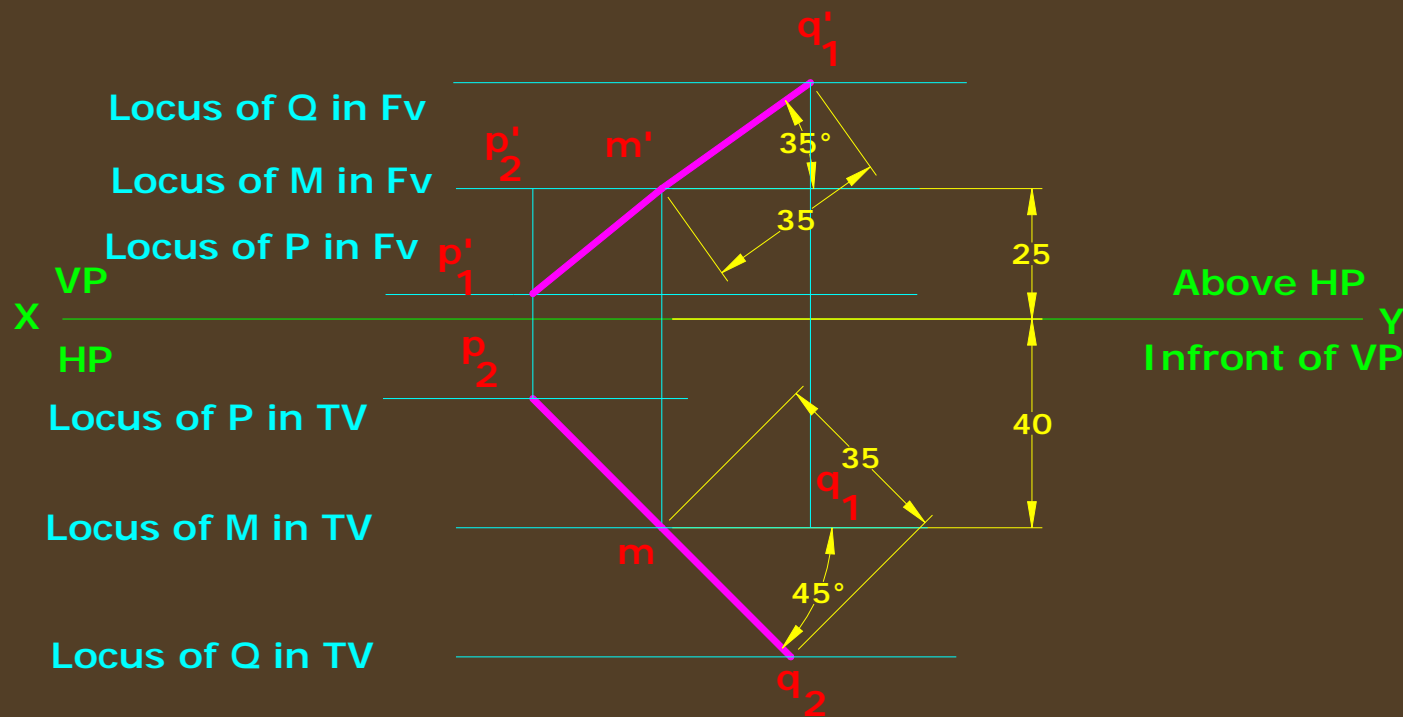 q'1
Locus of Q in Fv
p'2
m'
35°
Locus of M in Fv
35
Locus of P in Fv
p'1
25
VP
Above HP
X
Y
HP
p2
Infront of VP
Locus of P in TV
40
35
q1
Locus of M in TV
m
45°
Locus of Q in TV
q2